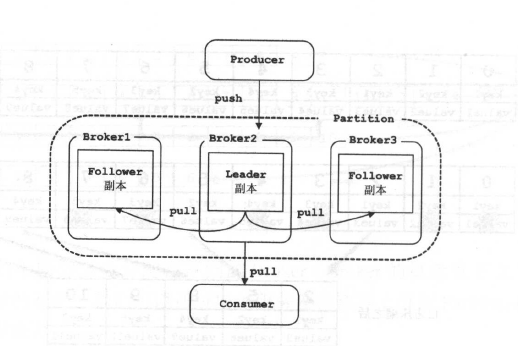 Producer
push
Partition
Broker1
Broker2
Broker3
Follower
副本
Leader
副本
Follower
副本
pull
pull
pull
Consumer